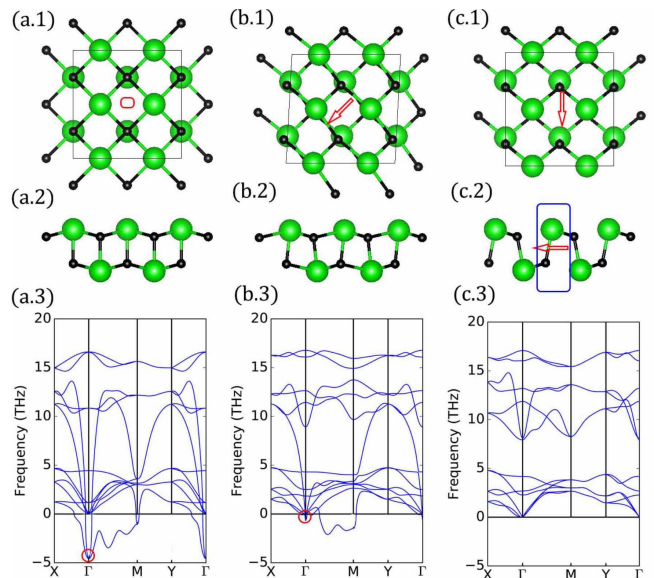 (a.1) (b.1) (c.1)
(a.2) (b.2) (c.2)
(a.3) (b.3) (c.3)
Frequency (THz)
20
15
10
5
0
−5
X Γ M Y Γ
Frequency (THz)
20
15
10
5
0
−5
X Γ M Y Γ
Frequency (THz)
20
15
10
5
0
−5
X Γ M Y Γ